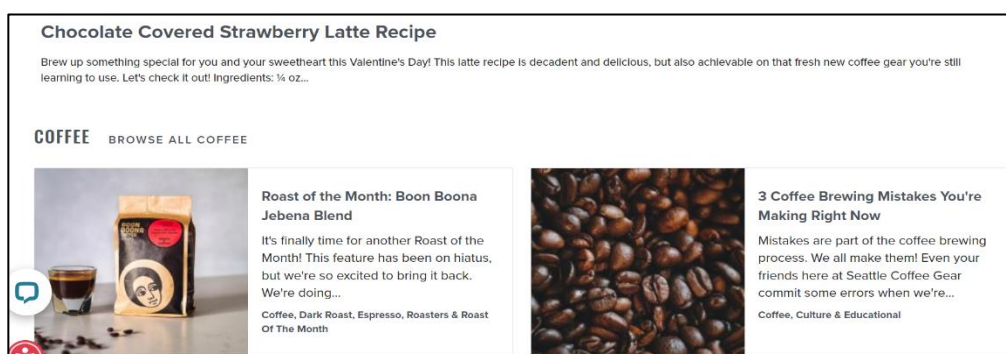 Chocolate Covered Strawberry Latte Recipe
Brew up something special for you and your sweetheart this Valentine's Day! This latte recipe is decadent and delicious, but also achievable on that fresh new coffee gear you're still
learning to use. Let's check it out! Ingredients: ¼ oz...
COFFEE BROWSE ALL COFFEE
BOON
BOONA
Roast of the Month: Boon Boona
Jebena Blend
It's finally time for another Roast of the
Month! This feature has been on hiatus,
but we're so excited to bring it back.
We're doing...
Coffee, Dark Roast, Espresso, Roasters & Roast
Of The Month
3 Coffee Brewing Mistakes You're
Making Right Now
Mistakes are part of the coffee brewing
process. We all make them! Even your
friends here at Seattle Coffee Gear
commit some errors when we're...
Coffee, Culture & Educational